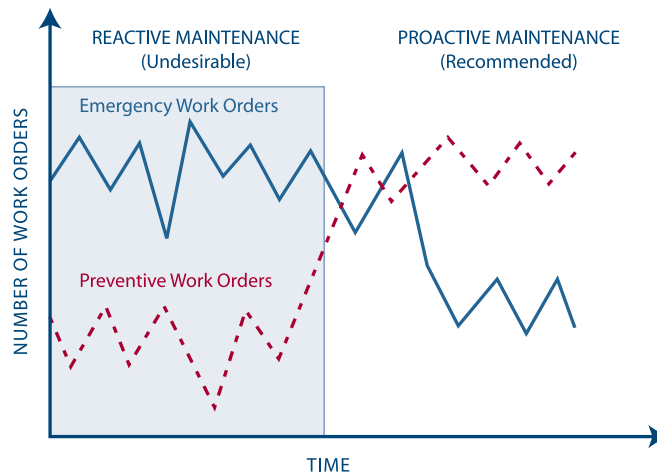 REACTIVE MAINTENANCE
(Undesirable)
PROACTIVE MAINTENANCE
(Recommended)
Emergency Work Orders
Preventive Work Orders
NUMBER OF WORK ORDERS
TIME